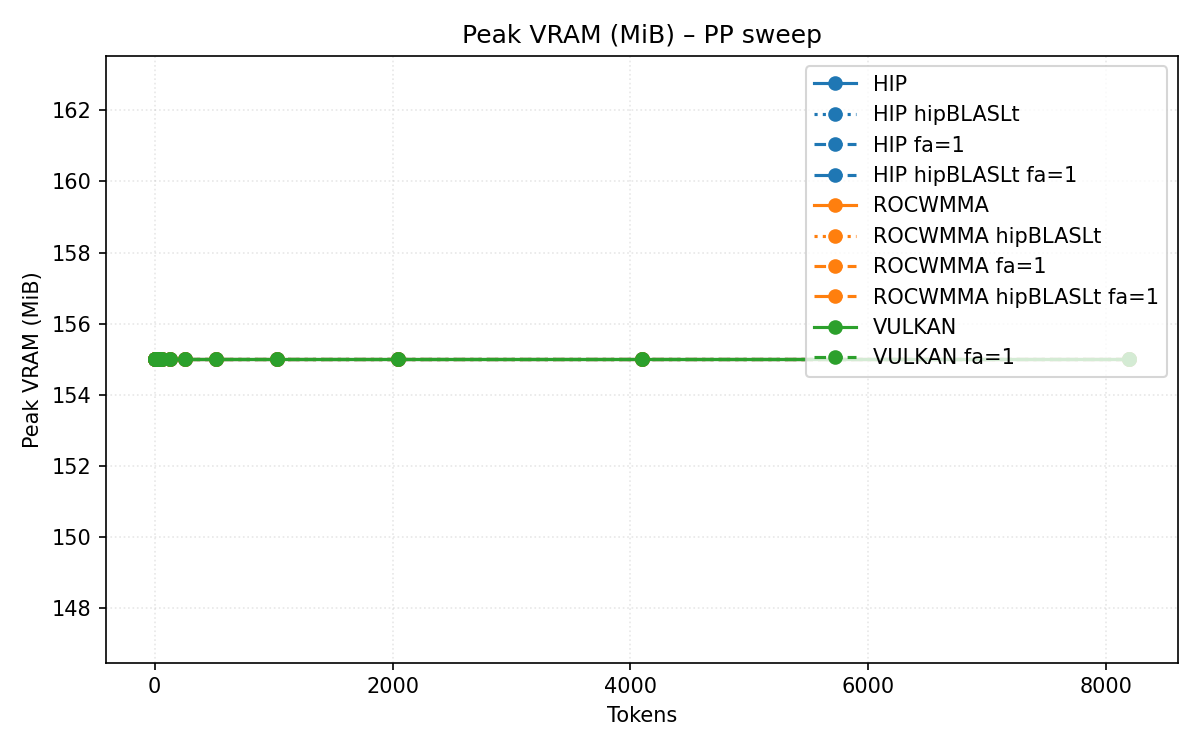 Peak VRAM (MiB) – PP sweep
Peak VRAM (MiB)
162
160
158
156
154
152
150
148
HIP
HIP hipBLASLt
HIP fa=1
HIP hipBLASLt fa=1
ROCWMMA
ROCWMMA hipBLASLt
ROCWMMA fa=1
ROCWMMA hipBLASLt fa=1
VULKAN
VULKAN fa=1
0 2000 4000 6000 8000
Tokens